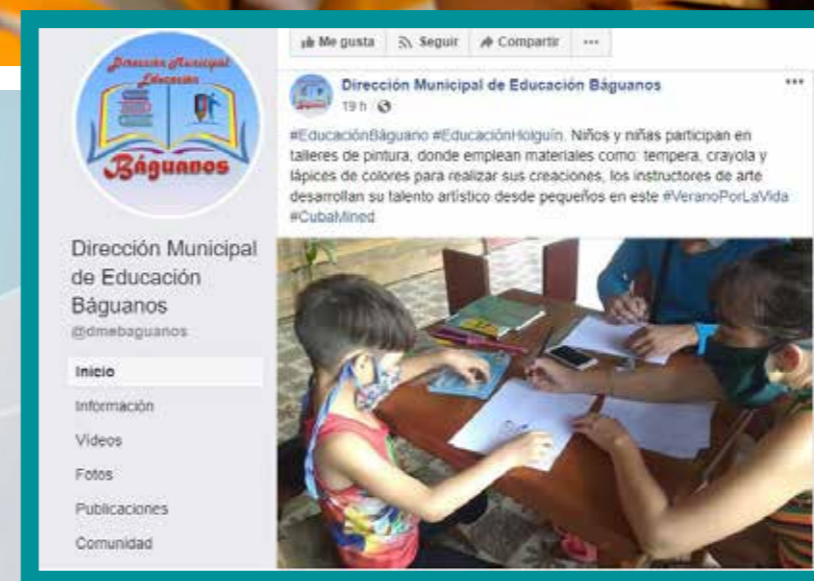 Dirección Municipal
Educación
Báguanos
Dirección Municipal
de Educación
Báguanos
@dmebaguanos
Inicio
Información
Vídeos
Fotos
Publicaciones
Comunidad
Me gusta Seguir Compartir ...
Dirección Municipal de Educación Báguanos
19 h
#EducaciónBáguano #EducaciónHolguín. Niños y niñas participan en
talleres de pintura, donde emplean materiales como: tempera, crayola y
lápices de colores para realizar sus creaciones, los instructores de arte
desarrollan su talento artístico desde pequeños en este #VeranoPorLaVida
#CubaMined